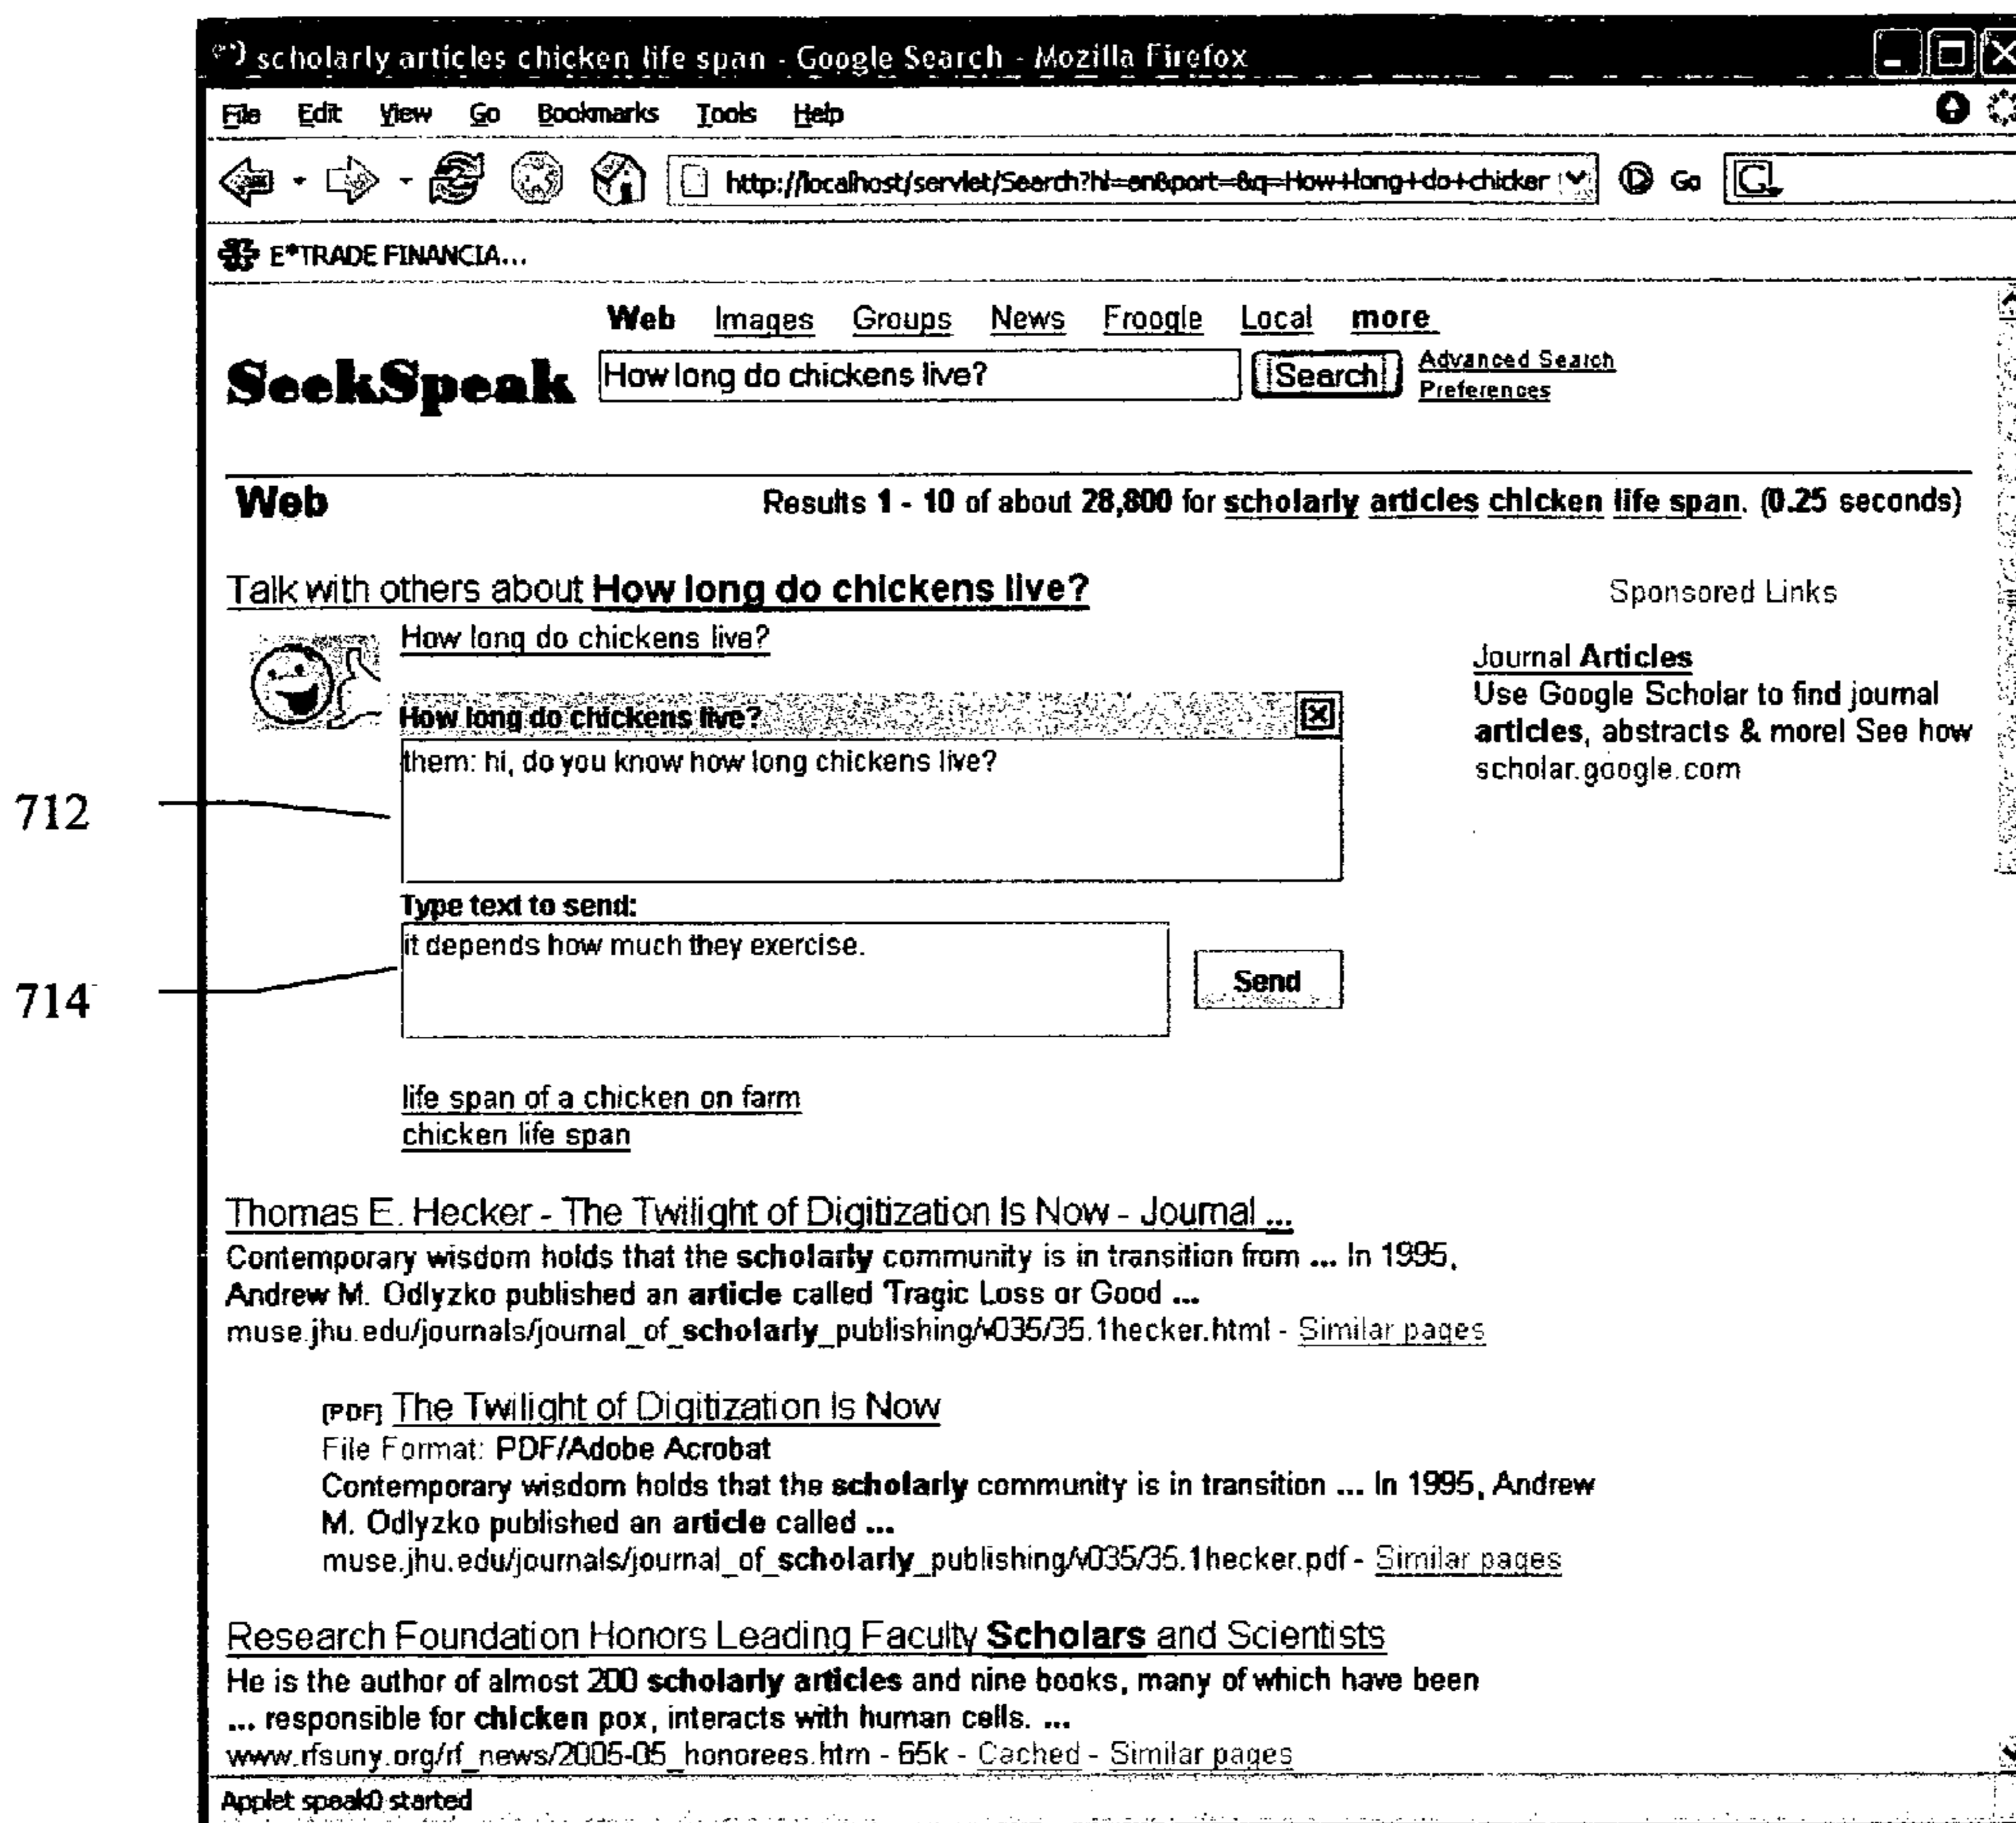 scholarly articles chicken life span - Google Search - Mozilla Firefox
File Edit View Go Bookmarks Tools Help
http://localhost/servlet/Search?hl=en&port=&q=How+long+do+chicken Go
E*TRADE FINANCIA...
Web Images Groups News Froogle Local more
SeekSpeak How long do chickens live? Search Advanced Search
Preferences
Web Results 1 - 10 of about 28,800 for scholarly articles chicken life span. (0.25 seconds)
Talk with others about How long do chickens live?
Sponsored Links
How long do chickens live?
Journal Articles
Use Google Scholar to find journal
articles, abstracts & more! See how
scholar.google.com
How long do chickens live?
them: hi, do you know how long chickens live?
712
Type text to send:
it depends how much they exercise.
Send
714
life span of a chicken on farm
chicken life span
Thomas E. Hecker - The Twilight of Digitization Is Now - Journal ...
Contemporary wisdom holds that the scholarly community is in transition from ... In 1995,
Andrew M. Odlyzko published an article called 'Tragic Loss or Good ...
muse.jhu.edu/journals/journal_of_scholarly_publishing/v035/35.1hecker.html - Similar pages
[PDF] The Twilight of Digitization Is Now
File Format: PDF/Adobe Acrobat
Contemporary wisdom holds that the scholarly community is in transition ... In 1995, Andrew
M. Odlyzko published an article called ...
muse.jhu.edu/journals/journal_of_scholarly_publishing/v035/35.1hecker.pdf - Similar pages
Research Foundation Honors Leading Faculty Scholars and Scientists
He is the author of almost 200 scholarly articles and nine books, many of which have been
... responsible for chicken pox, interacts with human cells. ...
www.rfsuny.org/rf_news/2005-05_honorees.htm - 65k - Cached - Similar pages
Applet speak0 started